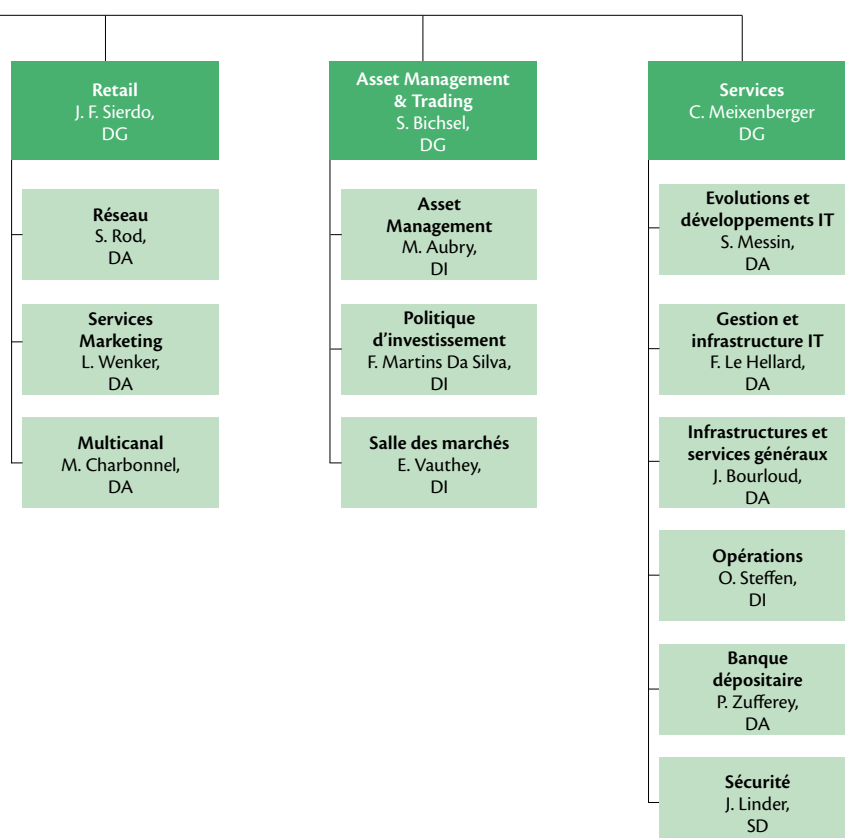 Retail
J. F. Sierdo,
DG
Réseau
S. Rod,
DA
Services
Marketing
L. Wenker,
DA
Multicanal
M. Charbonnel,
DA
Asset Management
& Trading
S. Bichsel,
DG
Asset
Management
M. Aubry,
DI
Politique
d'investissement
F. Martins Da Silva,
DI
Salle des marchés
E. Vauthey,
DI
Services
C. Meixenberger
DG
Evolutions et
développements IT
S. Messin,
DA
Gestion et
infrastructure IT
F. Le Hellard,
DA
Infrastructures et
services généraux
J. Bourloud,
DA
Opérations
O. Steffen,
DI
Banque
dépositaire
P. Zufferey,
DA
Sécurité
J. Linder,
SD